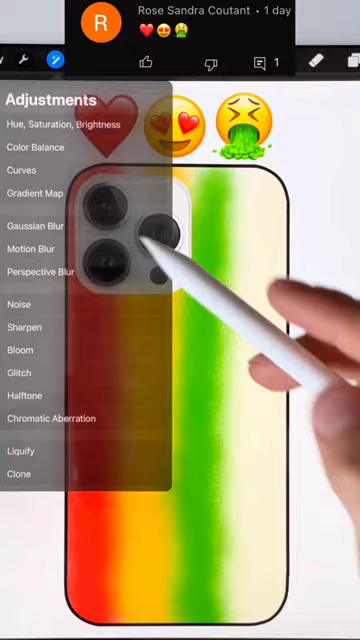 Rose Sandra Coutant • 1 day
❤️😍🤮
R
1
Adjustments
Hue, Saturation, Brightness
Color Balance
Curves
Gradient Map
Gaussian Blur
Motion Blur
Perspective Blur
Noise
Sharpen
Bloom
Glitch
Halftone
Chromatic Aberration
Liquify
Clone